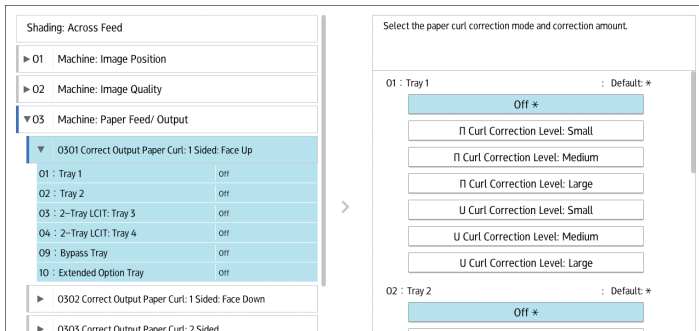 Shading: Across Feed
▶ 01 Machine: Image Position
▶ 02 Machine: Image Quality
▼ 03 Machine: Paper Feed/ Output
▼ 0301 Correct Output Paper Curl: 1 Sided: Face Up
01 : Tray 1 Off
02 : Tray 2 Off
03 : 2-Tray LCIT: Tray 3 Off
04 : 2-Tray LCIT: Tray 4 Off
09 : Bypass Tray Off
10 : Extended Option Tray Off
▶ 0302 Correct Output Paper Curl: 1 Sided: Face Down
▶ 0303 Correct Output Paper Curl: 2 Sided
Select the paper curl correction mode and correction amount.
01 : Tray 1 : Default: *
Off *
Π Curl Correction Level: Small
Π Curl Correction Level: Medium
Π Curl Correction Level: Large
U Curl Correction Level: Small
U Curl Correction Level: Medium
U Curl Correction Level: Large
02 : Tray 2 : Default: *
Off *